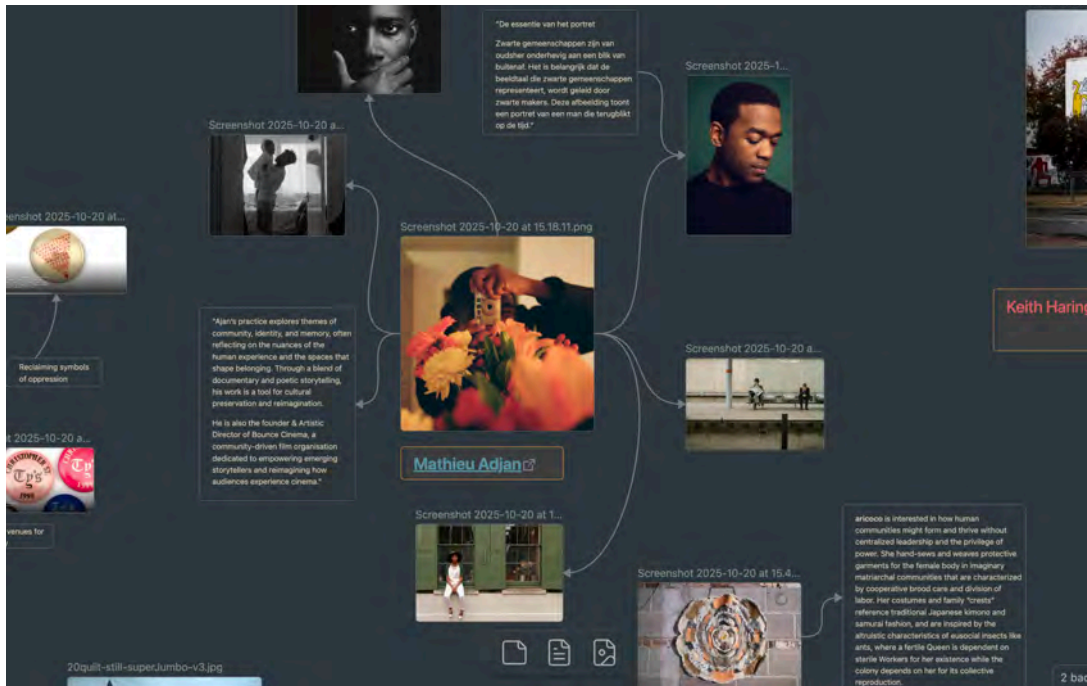 "De essentie van het portret
Zwarte gemeenschappen zijn van
oudsher onderhevig aan een blik van
buitenaf. Het is belangrijk dat de
beeldtaal die zwarte gemeenschappen
representeert, wordt geleid door
zwarte makers. Deze afbeelding toont
een portret van een man die terugblikt
op de tijd."
Screenshot 2025-1...
Screenshot 2025-10-20 a...
eenshot 2025-10-20 at...
Reclaiming symbols
of oppression
Screenshot 2025-10-20 at 15.18.11.png
"Ajan's practice explores themes of
community, identity, and memory, often
reflecting on the nuances of the
human experience and the spaces that
shape belonging. Through a blend of
documentary and poetic storytelling,
his work is a tool for cultural
preservation and reimagination.
He is also the founder & Artistic
Director of Bounce Cinema, a
community-driven film organisation
dedicated to empowering emerging
storytellers and reimagining how
audiences experience cinema."
Mathieu Adjan
Keith Haring
Screenshot 2025-10-20 a...
ot 2025-10-20 a...
Ty's
1994
Ty's
venues for
Screenshot 2025-10-20 at 1...
Screenshot 2025-10-20 at 15.4...
aricoco is interested in how human
communities might form and thrive without
centralized leadership and the privilege of
power. She hand-sews and weaves protective
garments for the female body in imaginary
matriarchal communities that are characterized
by cooperative brood care and division of
labor. Her costumes and family "crests"
reference traditional Japanese kimono and
samurai fashion, and are inspired by the
altruistic characteristics of eusocial insects like
ants, where a fertile Queen is dependent on
sterile Workers for her existence while the
colony depends on her for its collective
reproduction.
20quilt-still-superJumbo-v3.jpg
2 bac